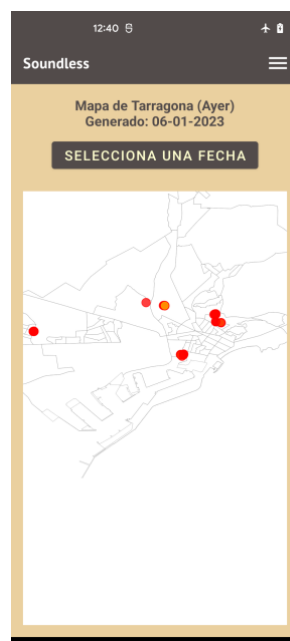 12:40
Soundless
Mapa de Tarragona (Ayer)
Generado: 06-01-2023
SELECCIONA UNA FECHA